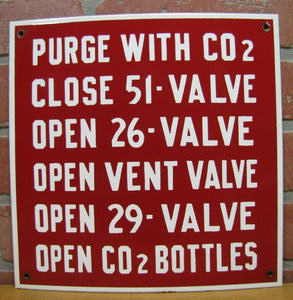 PURGE WITH CO2
CLOSE 51-VALVE
OPEN 26-VALVE
OPEN VENT VALVE
OPEN 29-VALVE
OPEN CO2 BOTTLES